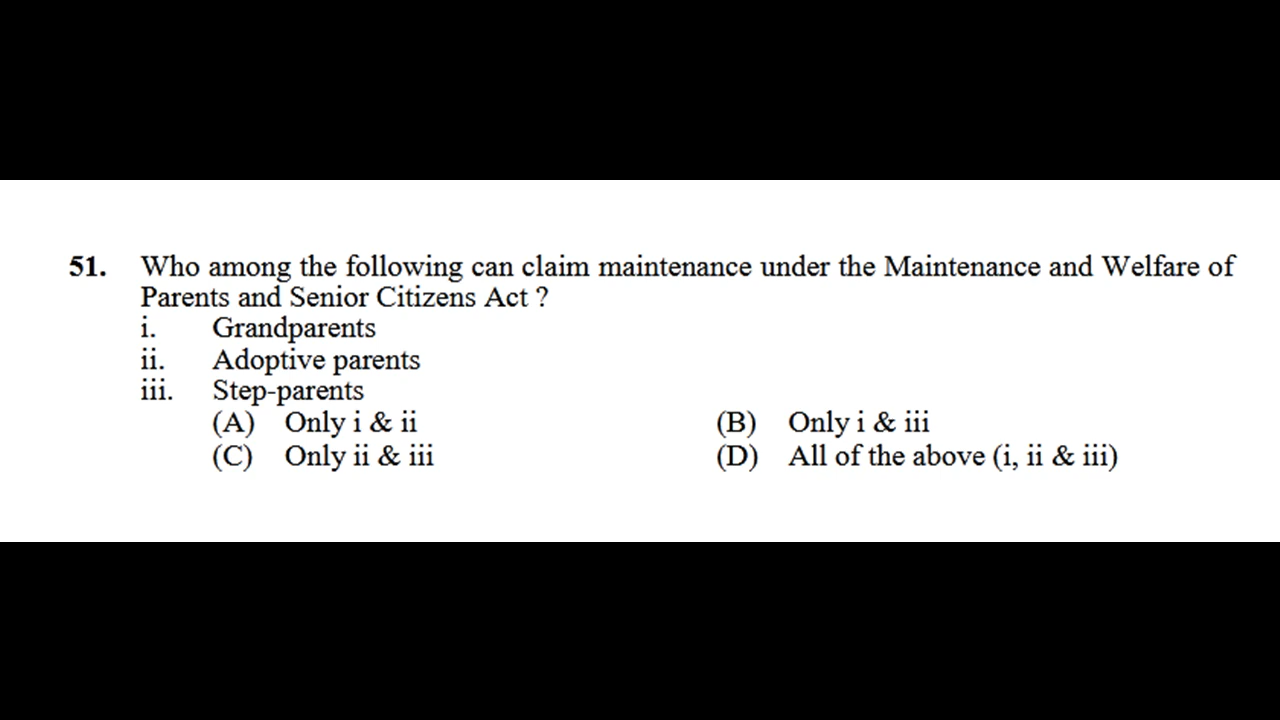 51. Who among the following can claim maintenance under the Maintenance and Welfare of
Parents and Senior Citizens Act ?
i. Grandparents
ii. Adoptive parents
iii. Step-parents
(A) Only i & ii (B) Only i & iii
(C) Only ii & iii (D) All of the above (i, ii & iii)